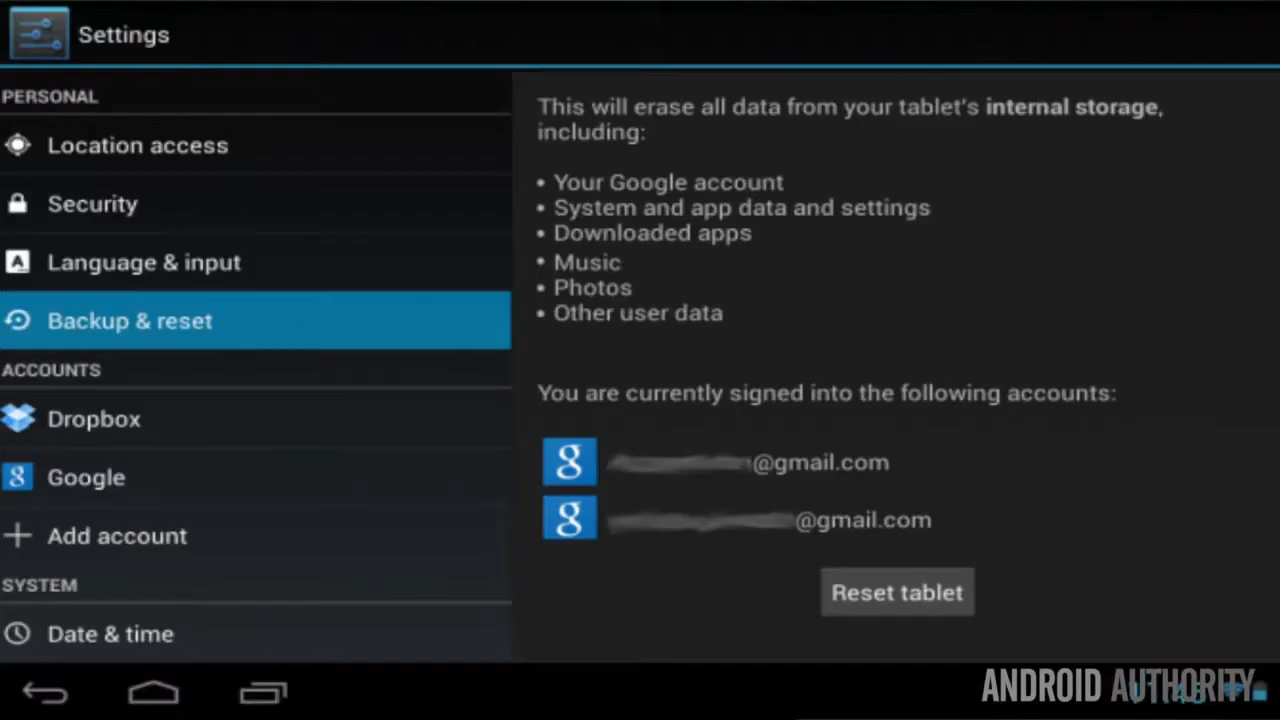 Settings
PERSONAL
Location access
Security
Language & input
Backup & reset
ACCOUNTS
Dropbox
Google
Add account
SYSTEM
Date & time
This will erase all data from your tablet's internal storage,
including:
• Your Google account
• System and app data and settings
• Downloaded apps
• Music
• Photos
• Other user data
You are currently signed into the following accounts:
@gmail.com
@gmail.com
Reset tablet
ANDROID AUTHORITY